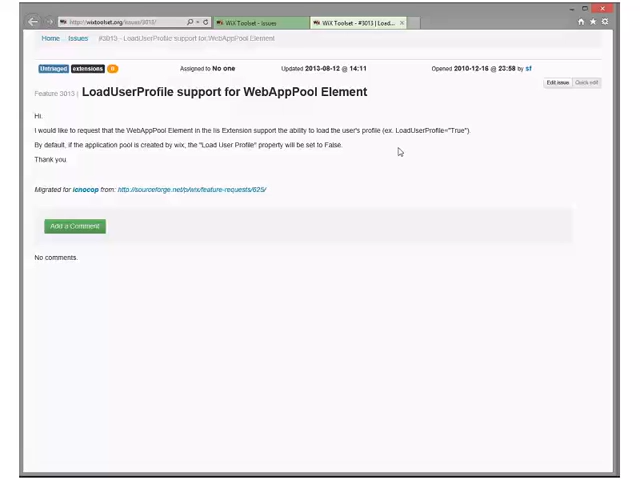 http://wixtoolset.org/issues/3013/
WiX Toolset - Issues
WiX Toolset - #3013 | Load...
Home Issues #3013 - LoadUserProfile support for WebAppPool Element
Untriaged extensions 0 Assigned to No one Updated 2013-08-12 @ 14:11 Opened 2010-12-16 @ 23:58 by sf
Edit issue Quick edit
Feature 3013 | LoadUserProfile support for WebAppPool Element
Hi.
I would like to request that the WebAppPool Element in the Iis Extension support the ability to load the user's profile (ex. LoadUserProfile="True").
By default, if the application pool is created by wix, the "Load User Profile" property will be set to False.
Thank you.
Migrated for icnocop from: http://sourceforge.net/p/wix/feature-requests/625/
Add a Comment
No comments.